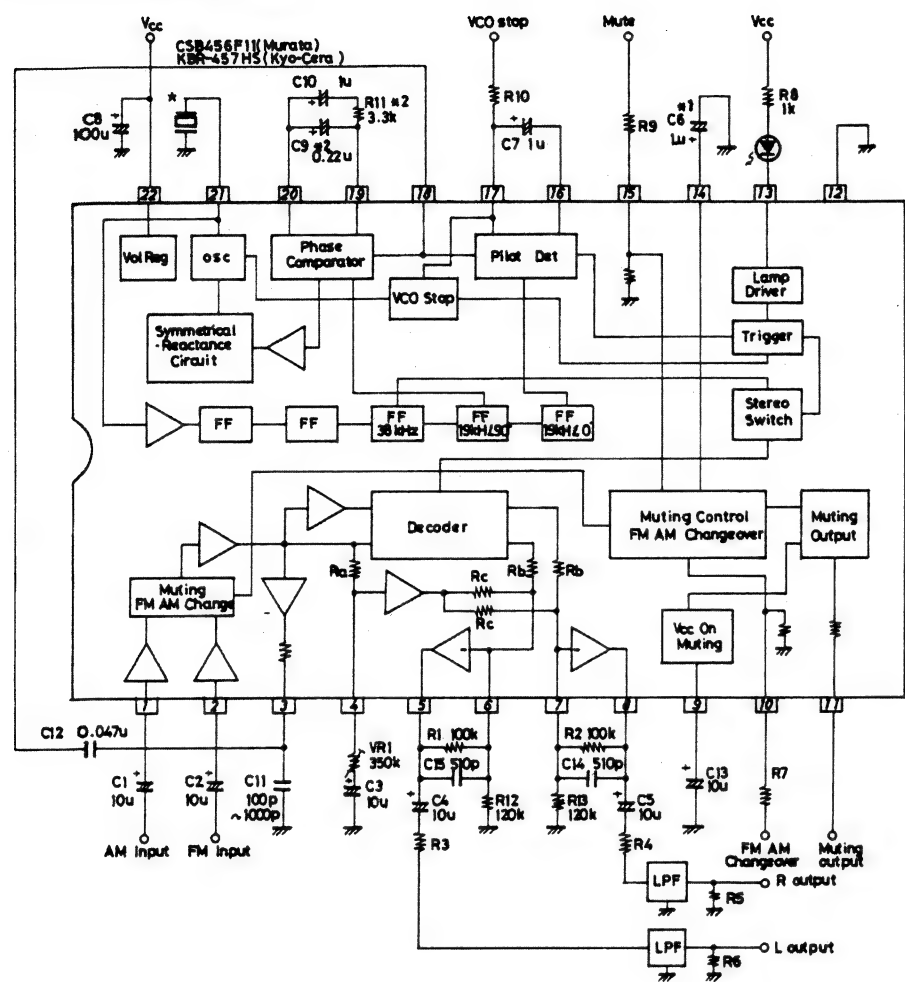 Vcc
CSB456F11(Murata)
KBR-457HS(Kyo-Cera)
VCO stop
Mute
Vcc
C8
100u
*
C10 1u
R11 *2
3.3k
C9 *2
0.22u
R10
C7 1u
R9
*1
C6
1u
R8
1k
22
21
20
19
18
17
16
15
14
13
12
Vol Reg
OSC
Phase
Comparator
Pilot Det
VCO Stop
Lamp
Driver
Trigger
Symmetrical
-Reactance
Circuit
Stereo
Switch
FF
FF
FF
38kHz
FF
19kH∠90
FF
19kH∠0
Decoder
Muting Control
FM AM Changeover
Muting
Output
Muting
FM AM Change
Ra
Rb
Rb
Rc
Rc
Vcc On
Muting
1
2
3
4
5
6
7
8
9
10
11
C12 0.047u
C1
10u
C2
10u
C11
100p
~1000p
VR1
350k
C3
10u
R1 100k
C15 510p
C4
10u
R12
120k
R3
R2 100k
C14 510p
R13
120k
C5
10u
R4
C13
10u
R7
AM Input
FM Input
FM AM
Changeover
Muting
output
LPF
R output
R5
LPF
L output
R6